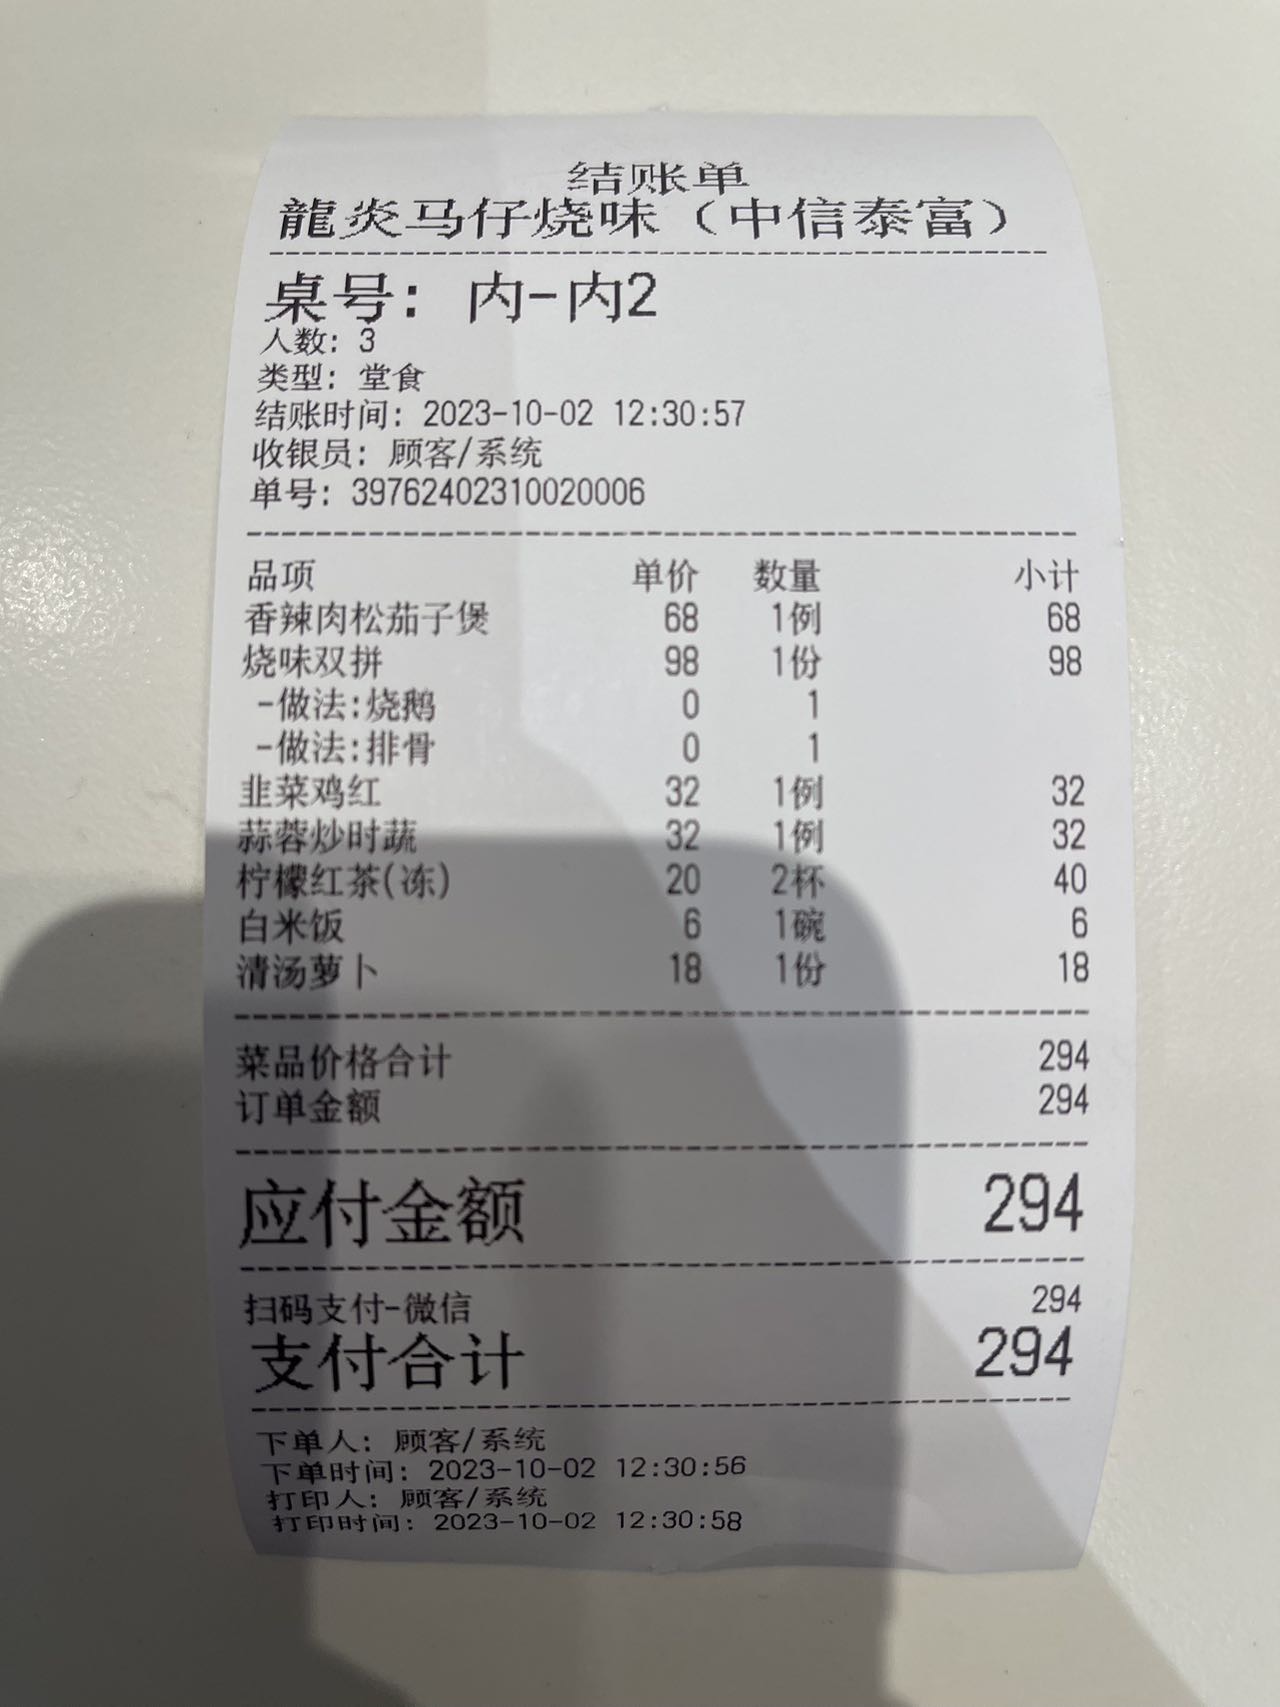 结账单
龍炎马仔烧味（中信泰富）
桌号：内-内2
人数：3
类型：堂食
结账时间：2023-10-02 12:30:57
收银员：顾客/系统
单号：39762402310020006
品项 单价 数量 小计
香辣肉松茄子煲 68 1例 68
烧味双拼 98 1份 98
-做法:烧鹅 0 1
-做法:排骨 0 1
韭菜鸡红 32 1例 32
蒜蓉炒时蔬 32 1例 32
柠檬红茶(冻) 20 2杯 40
白米饭 6 1碗 6
清汤萝卜 18 1份 18
菜品价格合计 294
订单金额 294
应付金额 294
扫码支付-微信 294
支付合计 294
下单人：顾客/系统
下单时间：2023-10-02 12:30:56
打印人：顾客/系统
打印时间：2023-10-02 12:30:58